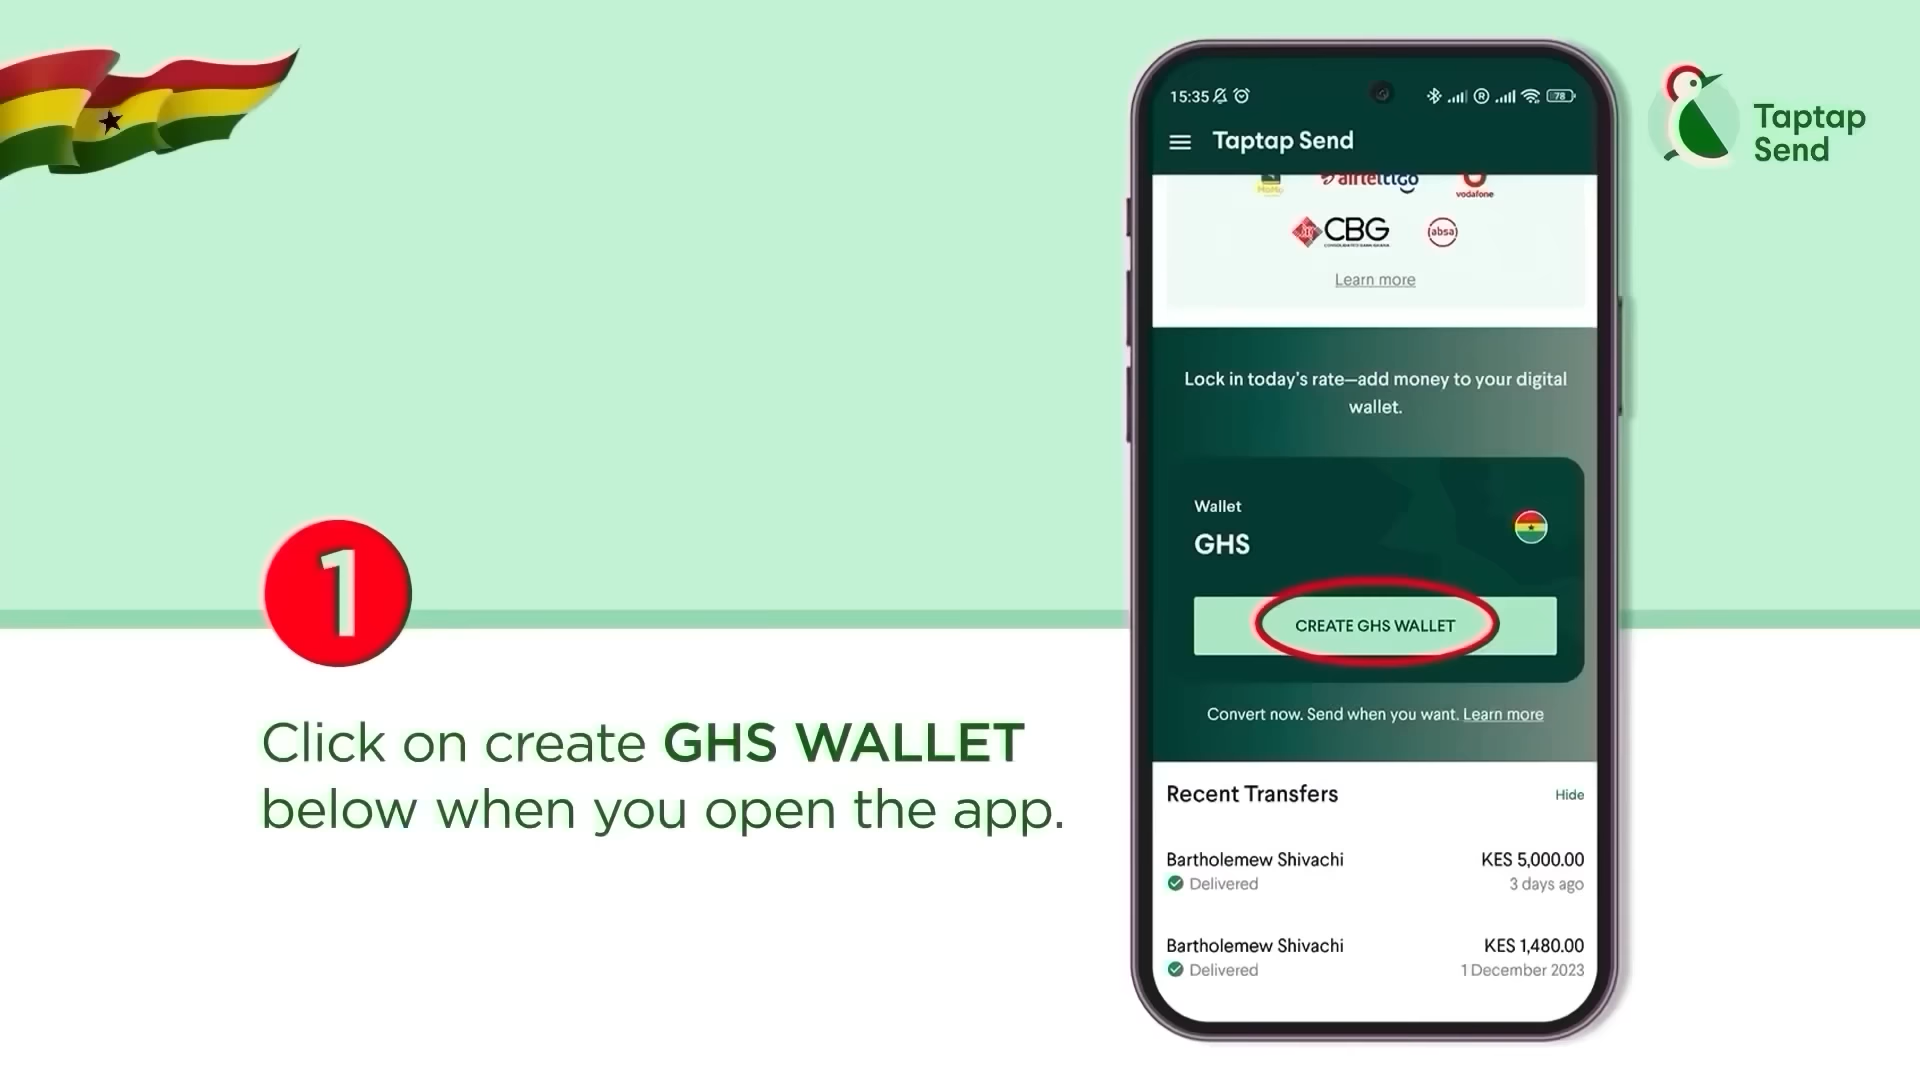 15:35
78
Taptap Send
MoMo
airteltigo
vodafone
CBG
absa
Learn more
Lock in today's rate—add money to your digital
wallet.
Wallet
GHS
CREATE GHS WALLET
Convert now. Send when you want. Learn more
Recent Transfers
Hide
Bartholemew Shivachi
KES 5,000.00
Delivered
3 days ago
Bartholemew Shivachi
KES 1,480.00
Delivered
1 December 2023
Taptap
Send
1
Click on create GHS WALLET
below when you open the app.